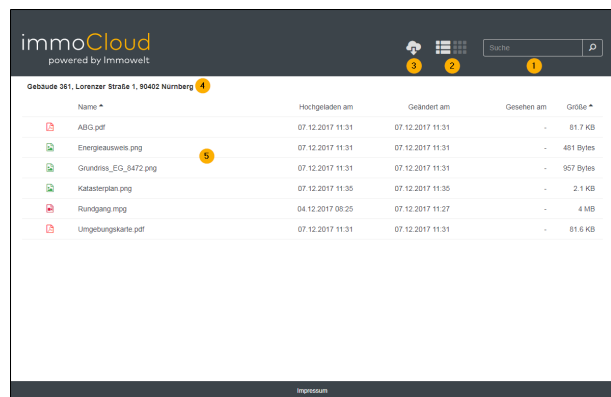 immoCloud
powered by Immowelt
Suche
3
2
1
Gebäude 361, Lorenzer Straße 1, 90402 Nürnberg 4
Name Hochgeladen am Geändert am Gesehen am Größe
ABG.pdf 07.12.2017 11:31 07.12.2017 11:31 - 81.7 KB
Energieausweis.png 07.12.2017 11:31 07.12.2017 11:31 - 481 Bytes
5
Grundriss_EG_8472.png 07.12.2017 11:31 07.12.2017 11:31 - 957 Bytes
Katasterplan.png 07.12.2017 11:35 07.12.2017 11:35 - 2.1 KB
Rundgang.mpg 04.12.2017 08:25 07.12.2017 11:27 - 4 MB
Umgebungskarte.pdf 07.12.2017 11:31 07.12.2017 11:31 - 81.6 KB
Impressum